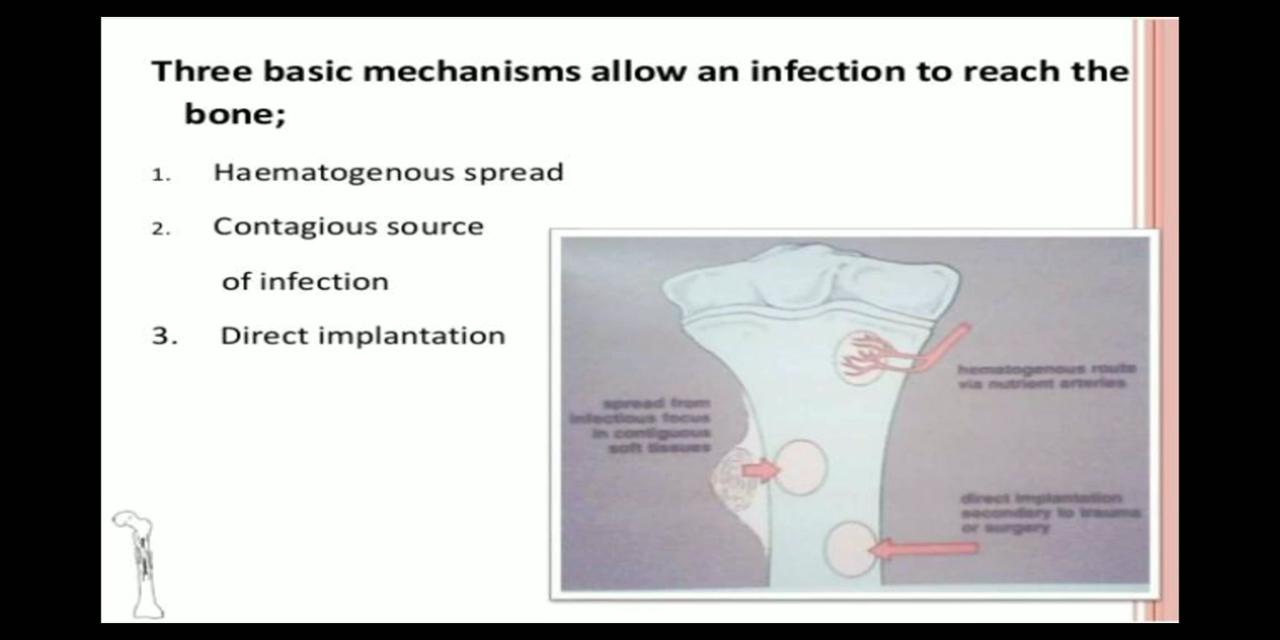 Three basic mechanisms allow an infection to reach the
bone;
1. Haematogenous spread
2. Contagious source
of infection
3. Direct implantation
hematogenous route
via nutrient arteries
spread from
infectious focus
in contiguous
soft tissues
direct implantation
secondary to trauma
or surgery